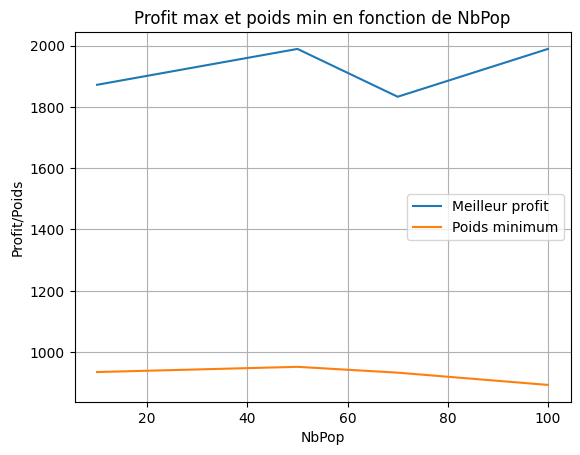 Profit max et poids min en fonction de NbPop
2000
1800
1600
1400
1200
1000
Profit/Poids
Meilleur profit
Poids minimum
20 40 60 80 100
NbPop